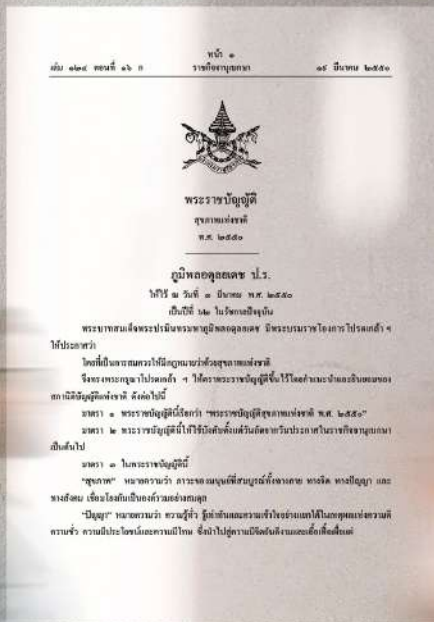 หน้า ๑
เล่ม ๑๒๔ ตอนที่ ๑๖ ก ราชกิจจานุเบกษา ๑๙ มีนาคม ๒๕๕๐
พระราชบัญญัติ
สุขภาพแห่งชาติ
พ.ศ. ๒๕๕๐
ภูมิพลอดุลยเดช ป.ร.
ให้ไว้ ณ วันที่ ๓ มีนาคม พ.ศ. ๒๕๕๐
เป็นปีที่ ๖๒ ในรัชกาลปัจจุบัน
พระบาทสมเด็จพระปรมินทรมหาภูมิพลอดุลยเดช มีพระบรมราชโองการโปรดเกล้า ฯ
ให้ประกาศว่า
โดยที่เป็นการสมควรให้มีกฎหมายว่าด้วยสุขภาพแห่งชาติ
จึงทรงพระกรุณาโปรดเกล้า ฯ ให้ตราพระราชบัญญัติขึ้นไว้โดยคำแนะนำและยินยอมของ
สภานิติบัญญัติแห่งชาติ ดังต่อไปนี้
มาตรา ๑ พระราชบัญญัตินี้เรียกว่า “พระราชบัญญัติสุขภาพแห่งชาติ พ.ศ. ๒๕๕๐”
มาตรา ๒ พระราชบัญญัตินี้ให้ใช้บังคับตั้งแต่วันถัดจากวันประกาศในราชกิจจานุเบกษา
เป็นต้นไป
มาตรา ๓ ในพระราชบัญญัตินี้
“สุขภาพ” หมายความว่า ภาวะของมนุษย์ที่สมบูรณ์ทั้งทางกาย ทางจิต ทางปัญญา และ
ทางสังคม เชื่อมโยงกันเป็นองค์รวมอย่างสมดุล
“ปัญญา” หมายความว่า ความรู้ทั่ว รู้เท่าทันและความเข้าใจอย่างแยกได้ในเหตุผลแห่งความดี
ความชั่ว ความมีประโยชน์และความมีโทษ ซึ่งนำไปสู่ความมีจิตอันดีงามและเอื้อเฟื้อเผื่อแผ่